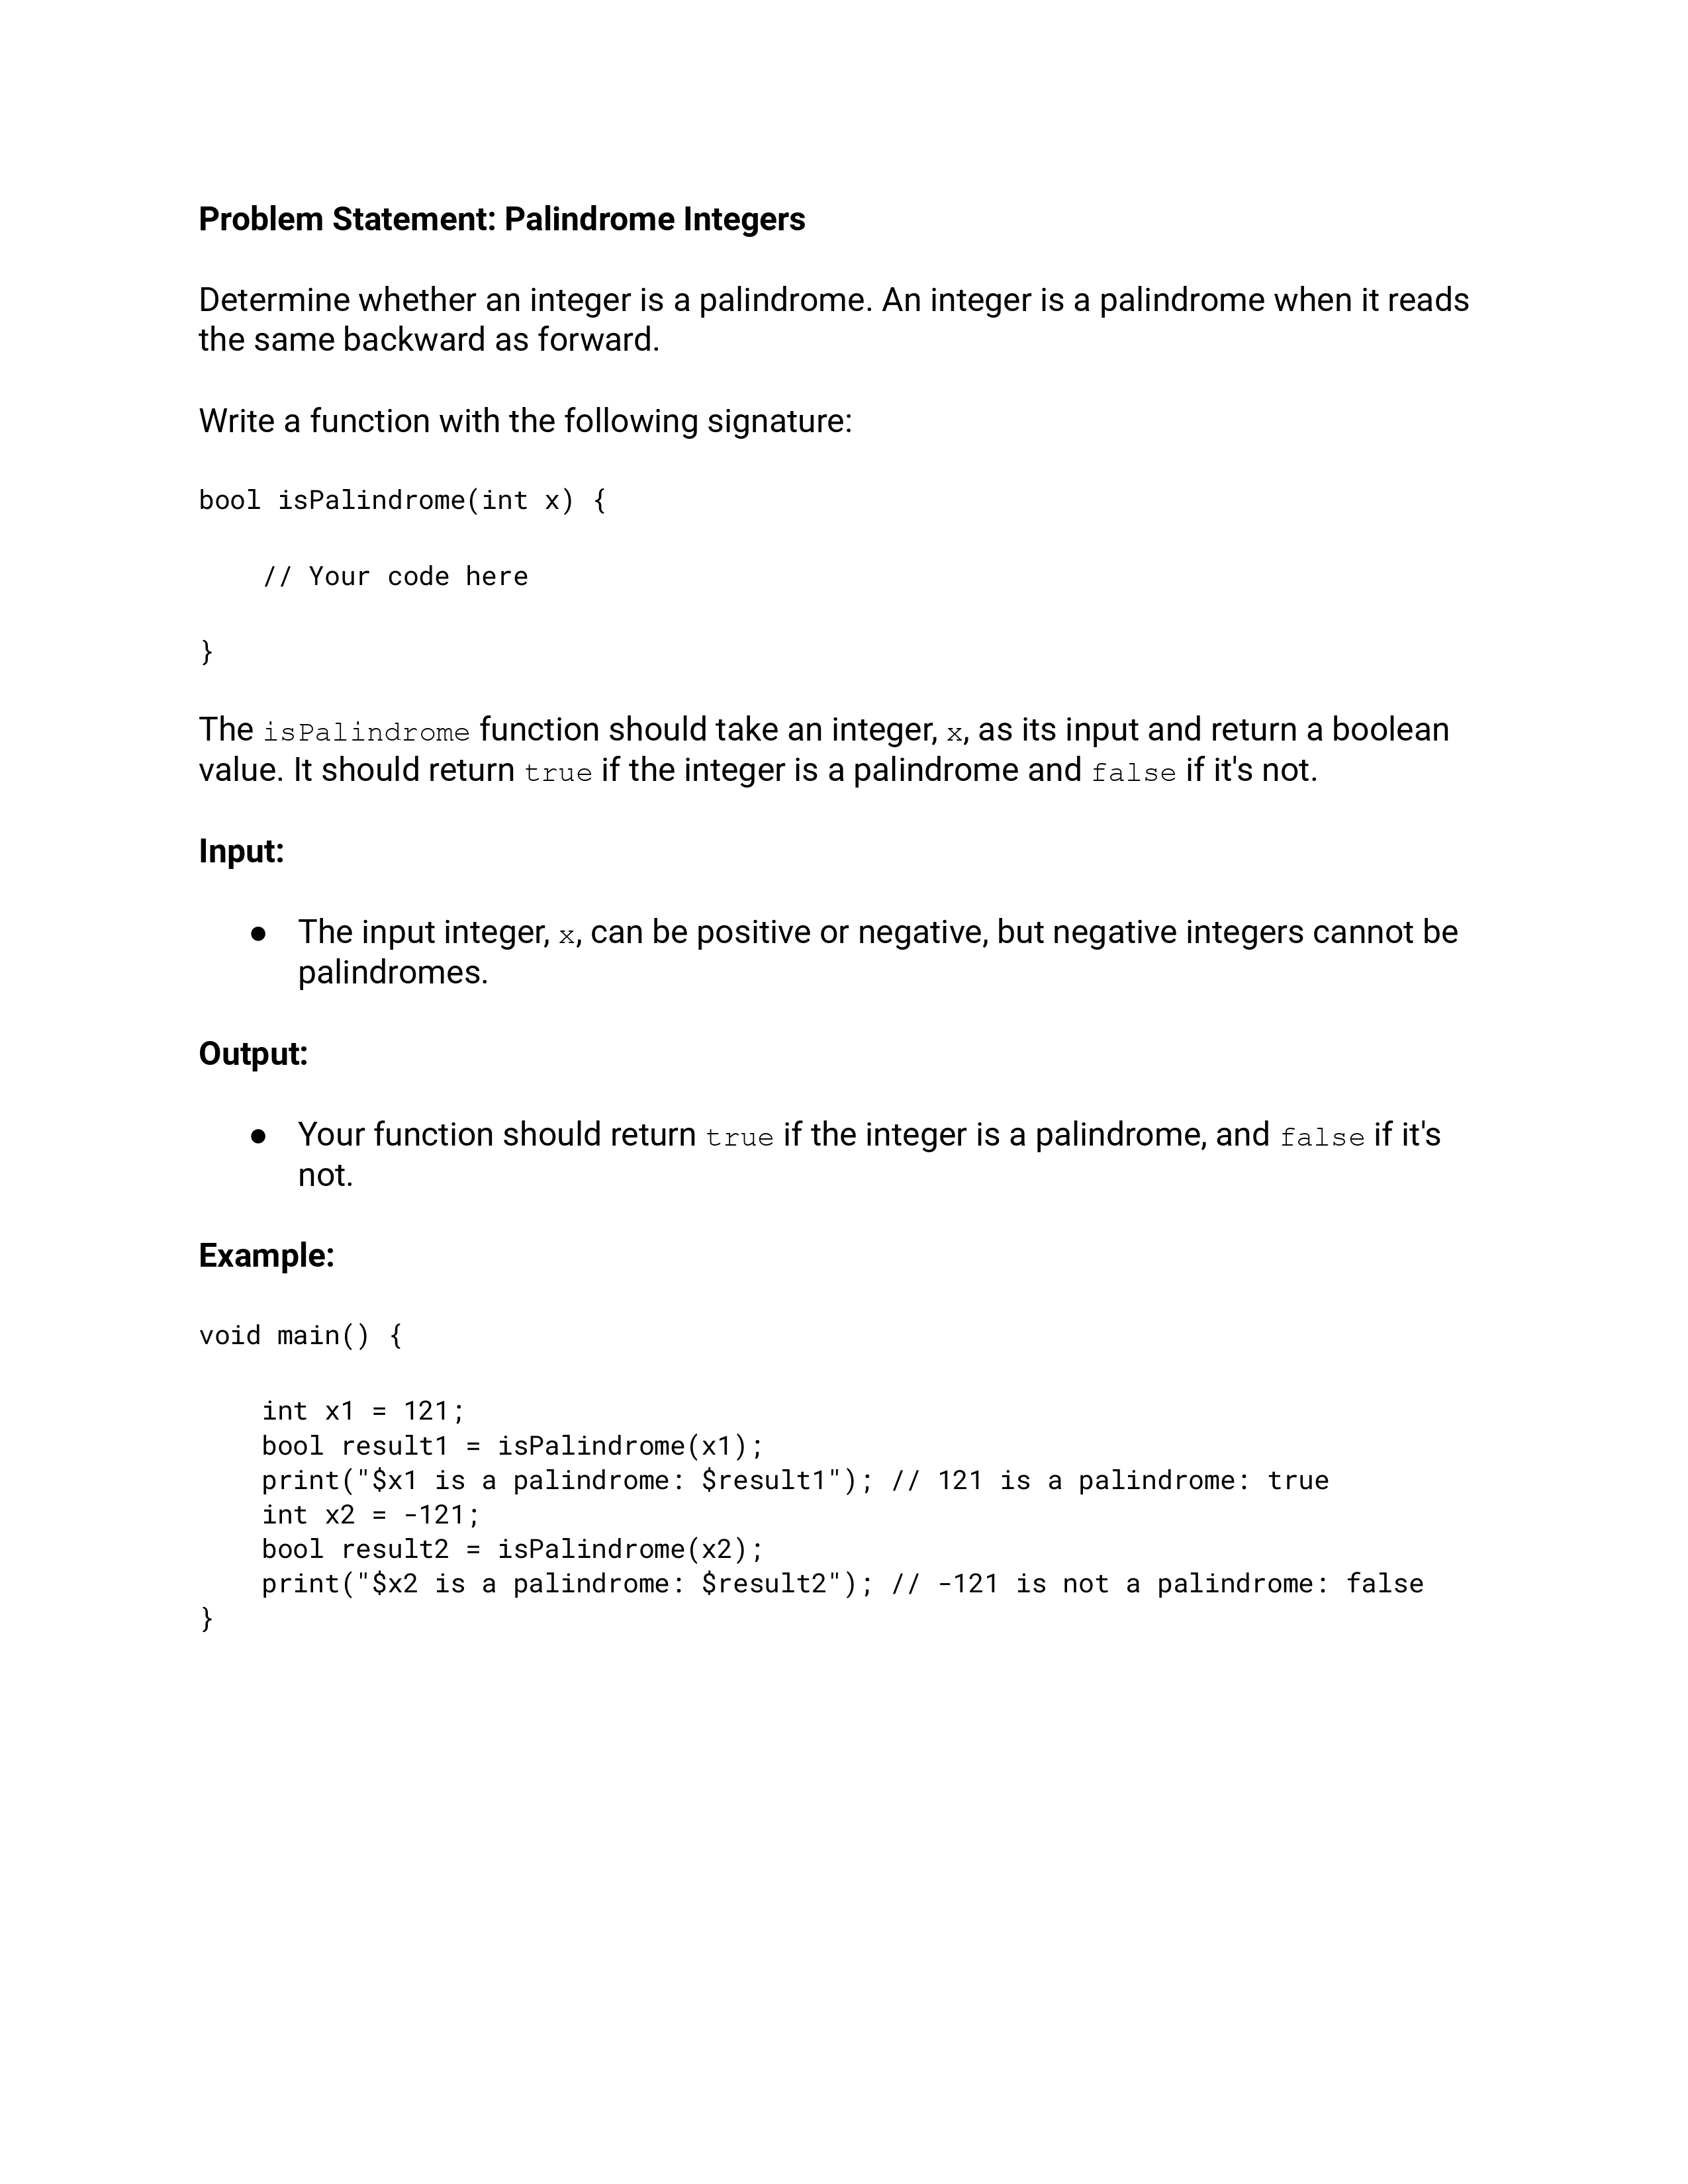 Problem Statement: Palindrome Integers
Determine whether an integer is a palindrome. An integer is a palindrome when it reads
the same backward as forward.
Write a function with the following signature:
bool isPalindrome(int x) {
    // Your code here
}
The isPalindrome function should take an integer, x, as its input and return a boolean
value. It should return true if the integer is a palindrome and false if it's not.
Input:
● The input integer, x, can be positive or negative, but negative integers cannot be
palindromes.
Output:
● Your function should return true if the integer is a palindrome, and false if it's
not.
Example:
void main() {
    int x1 = 121;
    bool result1 = isPalindrome(x1);
    print("$x1 is a palindrome: $result1"); // 121 is a palindrome: true
    int x2 = -121;
    bool result2 = isPalindrome(x2);
    print("$x2 is a palindrome: $result2"); // -121 is not a palindrome: false
}